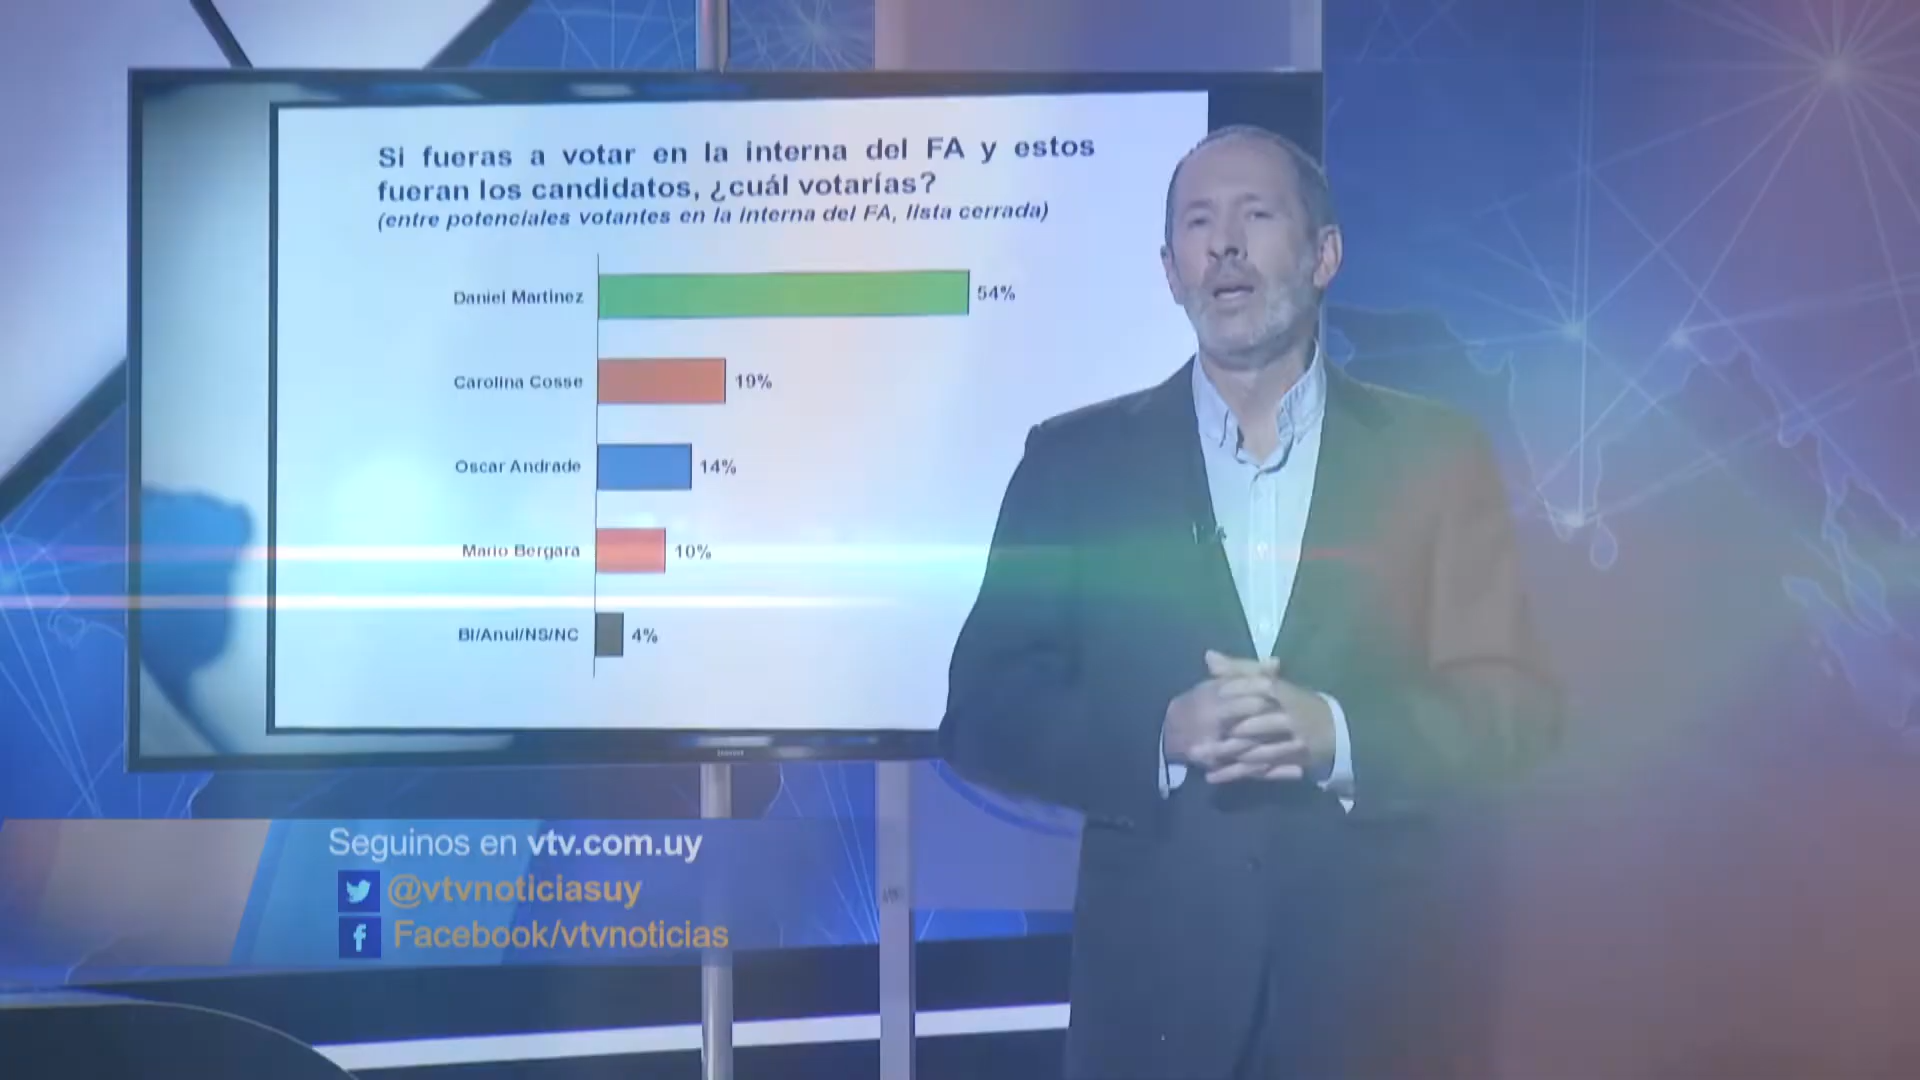 Si fueras a votar en la interna del FA y estos
fueran los candidatos, ¿cuál votarías?
(entre potenciales votantes en la interna del FA, lista cerrada)
Daniel Martinez 54%
Carolina Cosse 19%
Oscar Andrade 14%
Mario Bergara 10%
Bl/Anul/NS/NC 4%
Seguinos en vtv.com.uy
@vtvnoticiasuy
Facebook/vtvnoticias